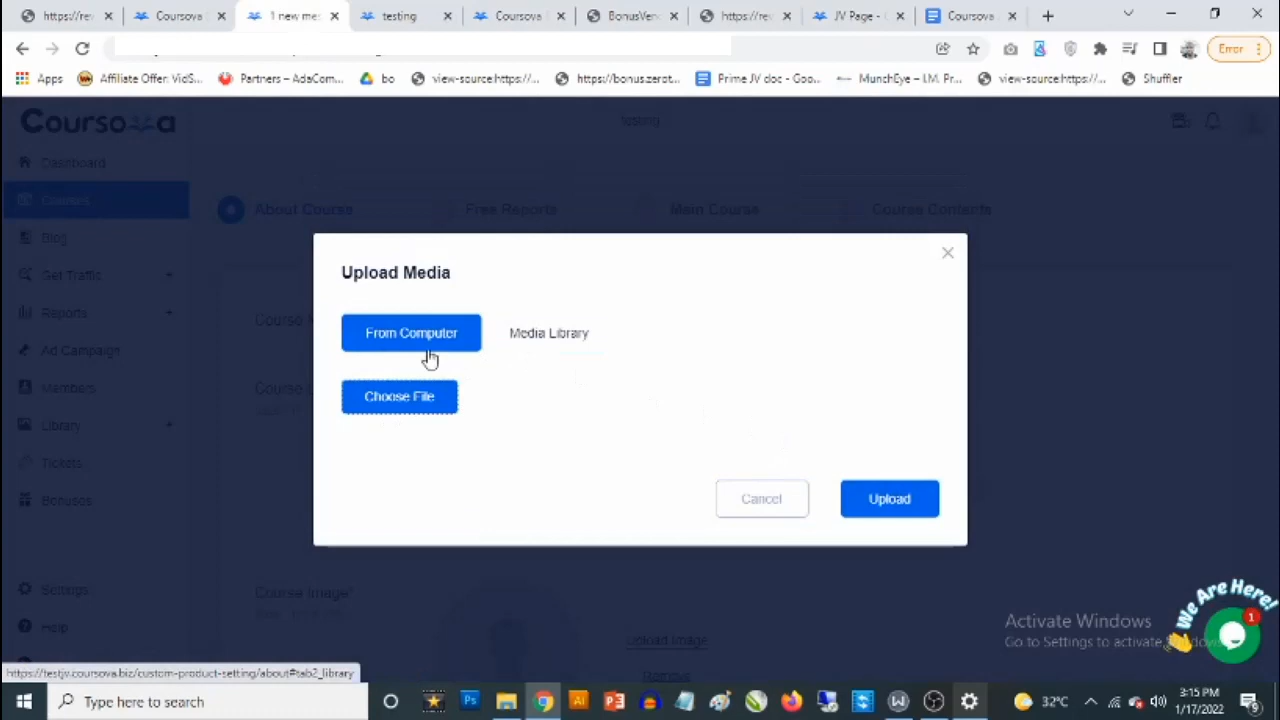 https://rev
Coursova
1 new me
testing
Coursova
BonusVen
https://rev
JV Page -
Coursova
Error
Apps
Affiliate Offer: VidS...
Partners – AdaCom...
bo
view-source:https://...
https://bonus.zerot...
Prime JV doc - Goo...
MunchEye – I.M. Pr...
view-source:https://...
Shuffler
Coursova
testing
Dashboard
Courses
About Course
Free Reports
Main Course
Course Contents
Blog
Get Traffic
Reports
Ad Campaign
Members
Library
Tickets
Bonuses
Settings
Help
Course
Course
Upload Media
From Computer
Media Library
Choose File
Cancel
Upload
Course Image*
Upload Image
Remove
We Are Here!
1
Activate Windows
Go to Settings to activate Windows.
https://testjv.coursova.biz/custom-product-setting/about#tab2_library
Type here to search
32°C
3:15 PM
1/17/2022
9